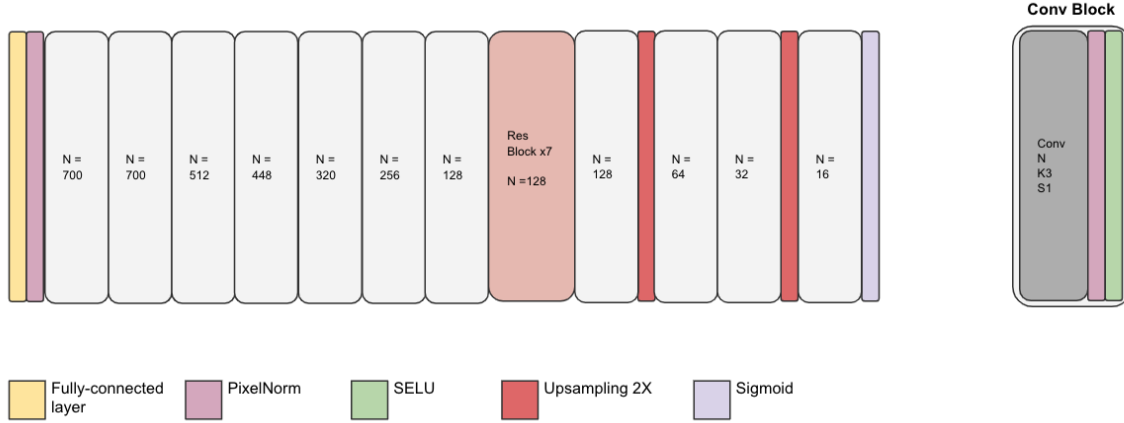 Conv Block
N =
700
N =
700
N =
512
N =
448
N =
320
N =
256
N =
128
Res
Block x7
N =128
N =
128
N =
64
N =
32
N =
16
Conv
N
K3
S1
Fully-connected
layer
PixelNorm
SELU
Upsampling 2X
Sigmoid